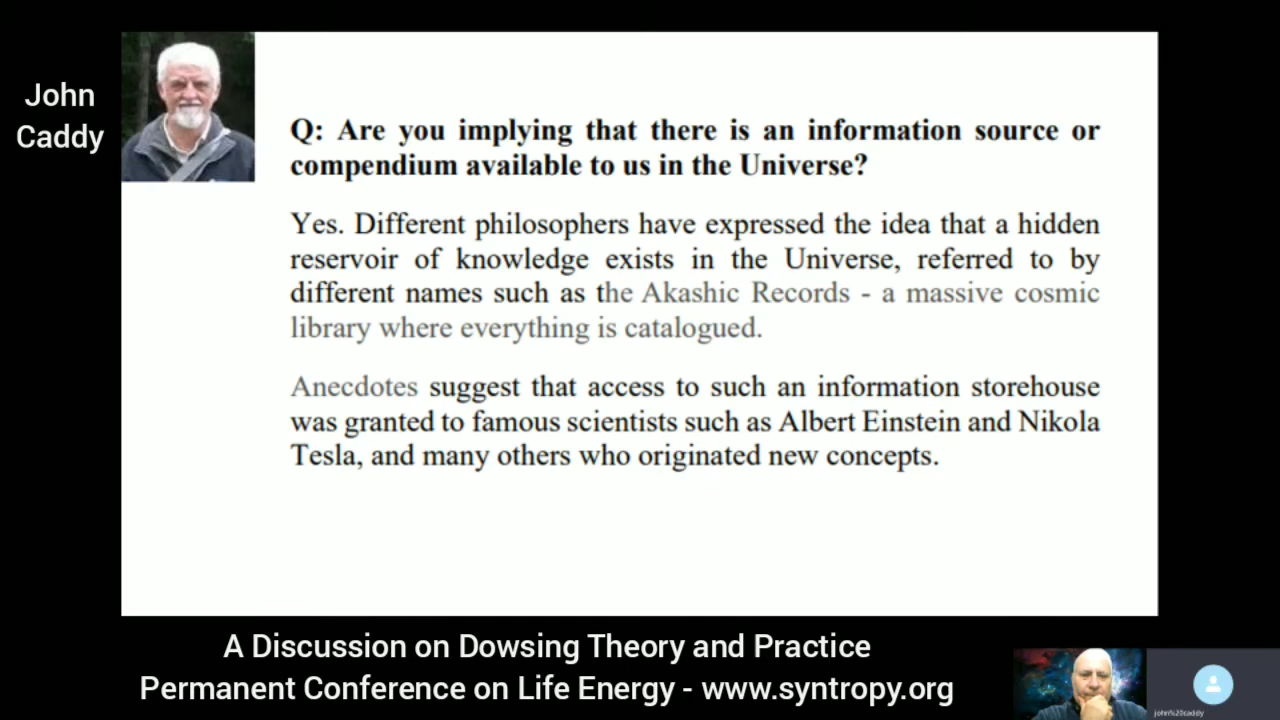 John
Caddy
Q: Are you implying that there is an information source or
compendium available to us in the Universe?
Yes. Different philosophers have expressed the idea that a hidden
reservoir of knowledge exists in the Universe, referred to by
different names such as the Akashic Records - a massive cosmic
library where everything is catalogued.
Anecdotes suggest that access to such an information storehouse
was granted to famous scientists such as Albert Einstein and Nikola
Tesla, and many others who originated new concepts.
A Discussion on Dowsing Theory and Practice
Permanent Conference on Life Energy - www.syntropy.org
john%20caddy